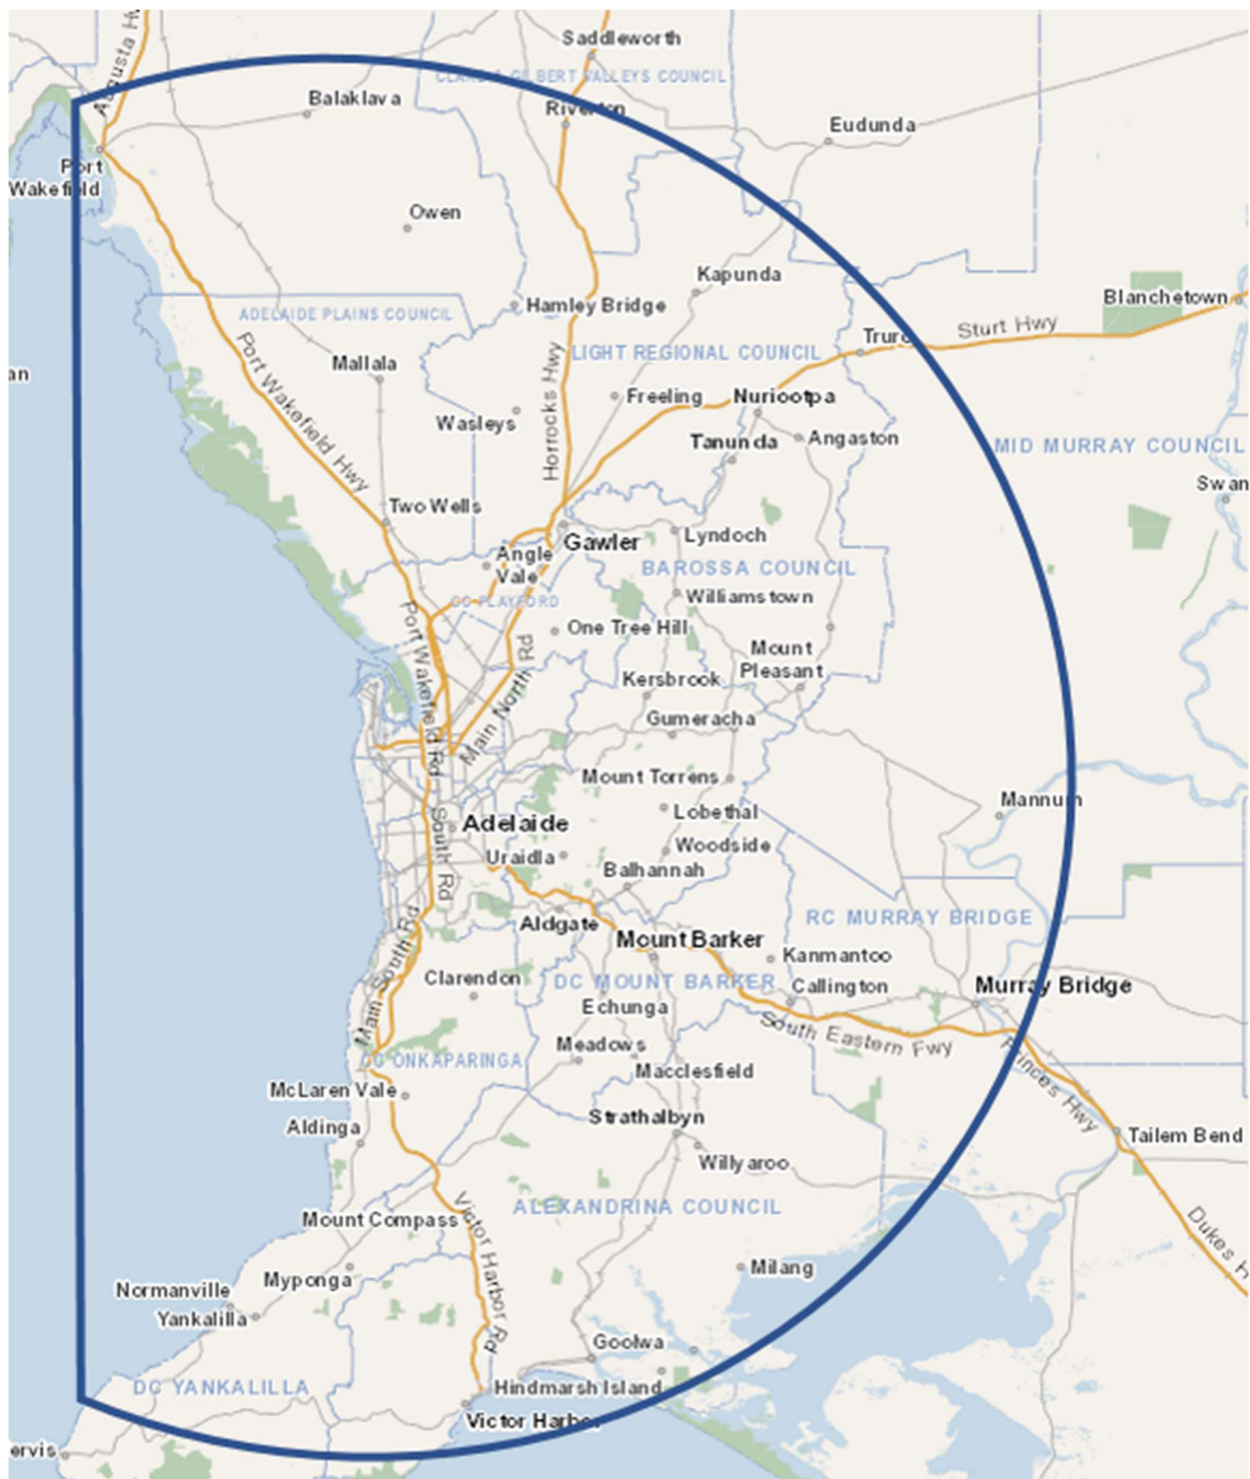 Augusta H
Saddleworth
CLARE & GILBERT VALLEYS COUNCIL
Balaklava
Riverton
Eudunda
Port
Wakefield
Owen
Kapunda
Blanchetown
Hamley Bridge
ADELAIDE PLAINS COUNCIL
Sturt Hwy
Truro
LIGHT REGIONAL COUNCIL
Port Wakefield Hwy
Mallala
an
Horrocks Hwy
Freeling
Nuriootpa
Wasleys
Tanunda
Angaston
MID MURRAY COUNCIL
Swan
Two Wells
Lyndoch
Gawler
Angle
Vale
BAROSSA COUNCIL
CC PLAYFORD
Williamstown
One Tree Hill
Port Wakefield Rd
Main North Rd
Mount
Pleasant
Kersbrook
Gumeracha
Mount Torrens
Mannum
Lobethal
Adelaide
South Rd
Woodside
Uraidla
Balhannah
RC MURRAY BRIDGE
Aldgate
Mount Barker
Main South Rd
Kanmantoo
Clarendon
DC MOUNT BARKER
Callington
Murray Bridge
Echunga
South Eastern Fwy
Meadows
CC ONKAPARINGA
Macclesfield
Princes Hwy
McLaren Vale
Strathalbyn
Aldinga
Tailem Bend
Willyaroo
ALEXANDRINA COUNCIL
Mount Compass
Victor Harbor Rd
Dukes H
Milang
Myponga
Normanville
Yankalilla
Goolwa
DC YANKALILLA
Hindmarsh Island
Victor Harbor
ervis